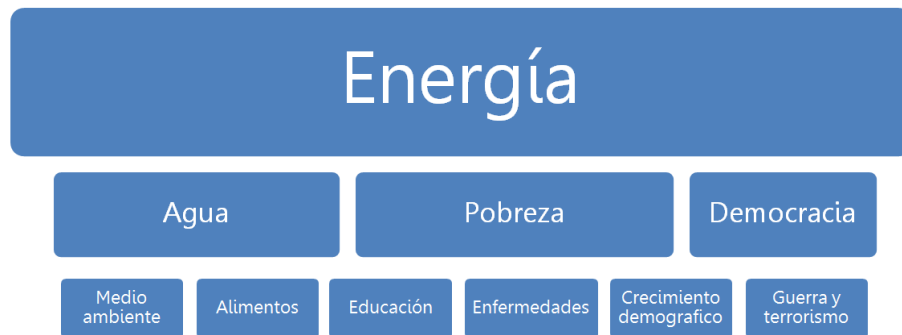 Energía
Agua
Pobreza
Democracia
Medio
ambiente
Alimentos
Educación
Enfermedades
Crecimiento
demografico
Guerra y
terrorismo